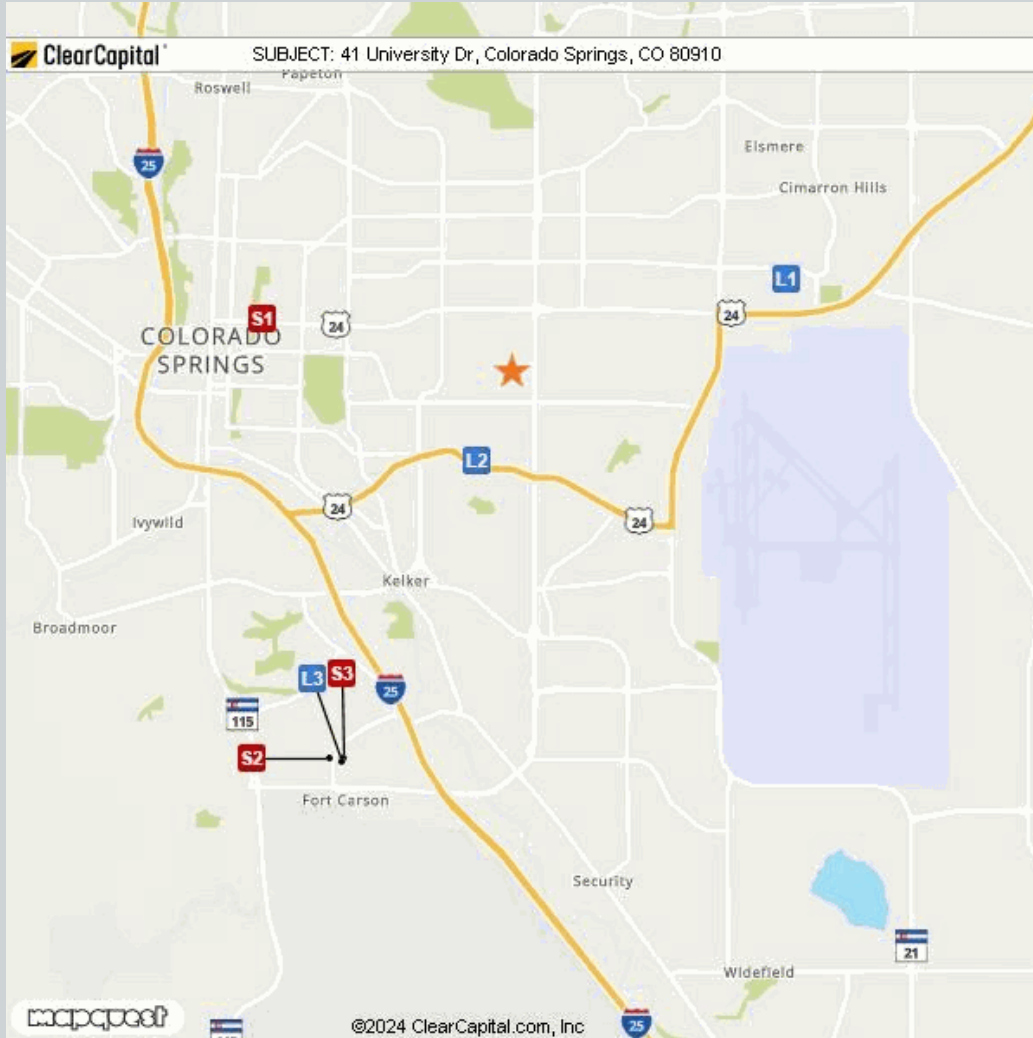 ClearCapital
SUBJECT: 41 University Dr, Colorado Springs, CO 80910
Papeton
Roswell
25
Elsmere
Cimarron Hills
L1
S1
24
24
COLORADO
SPRINGS
L2
24
24
Ivywild
Kelker
Broadmoor
L3
S3
25
115
S2
Fort Carson
Security
21
Widefield
mapquest
©2024 ClearCapital.com, Inc
25